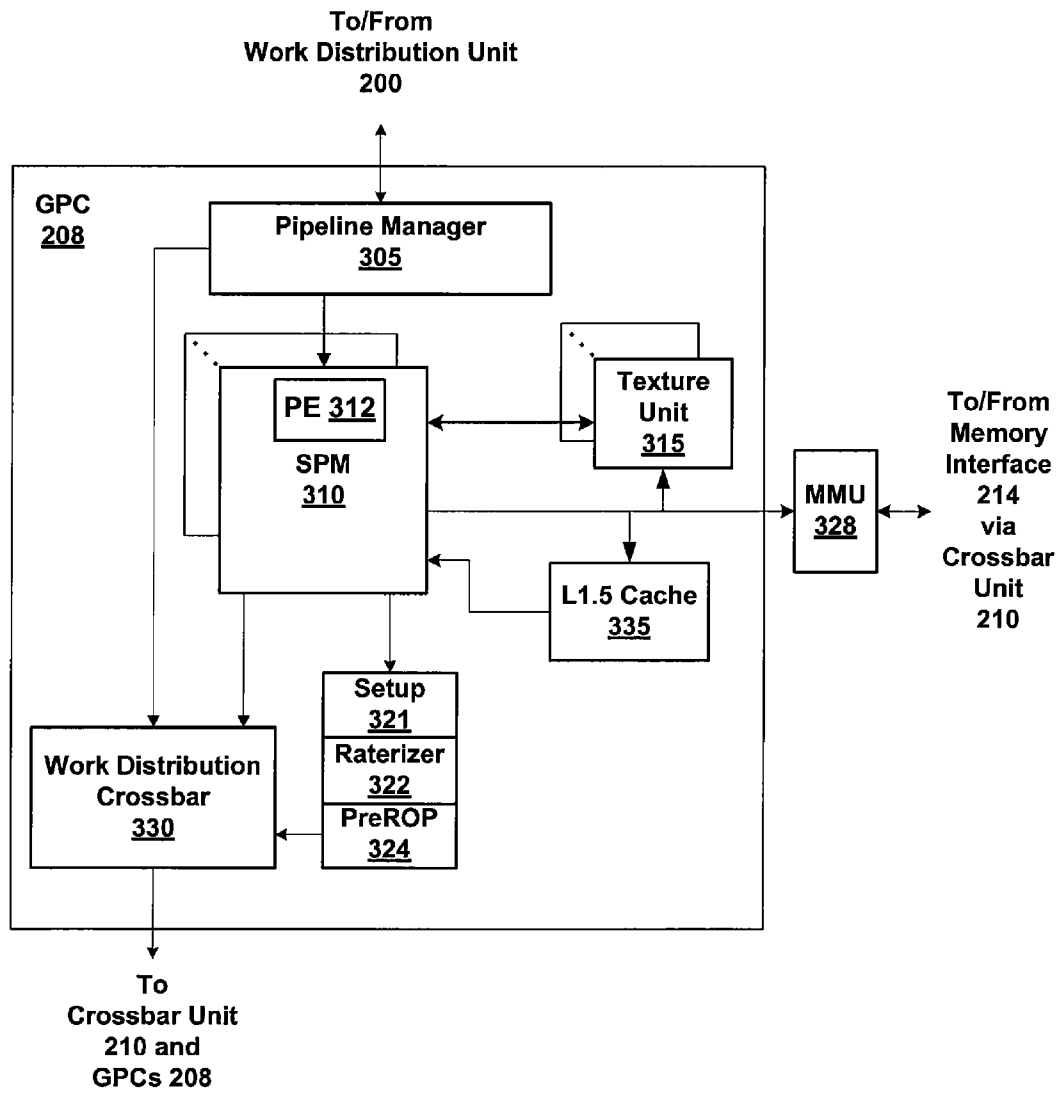 To/From
Work Distribution Unit
200
GPC
208
Pipeline Manager
305
PE 312
SPM
310
Texture
Unit
315
MMU
328
To/From
Memory
Interface
214
via
Crossbar
Unit
210
L1.5 Cache
335
Setup
321
Raterizer
322
PreROP
324
Work Distribution
Crossbar
330
To
Crossbar Unit
210 and
GPCs 208